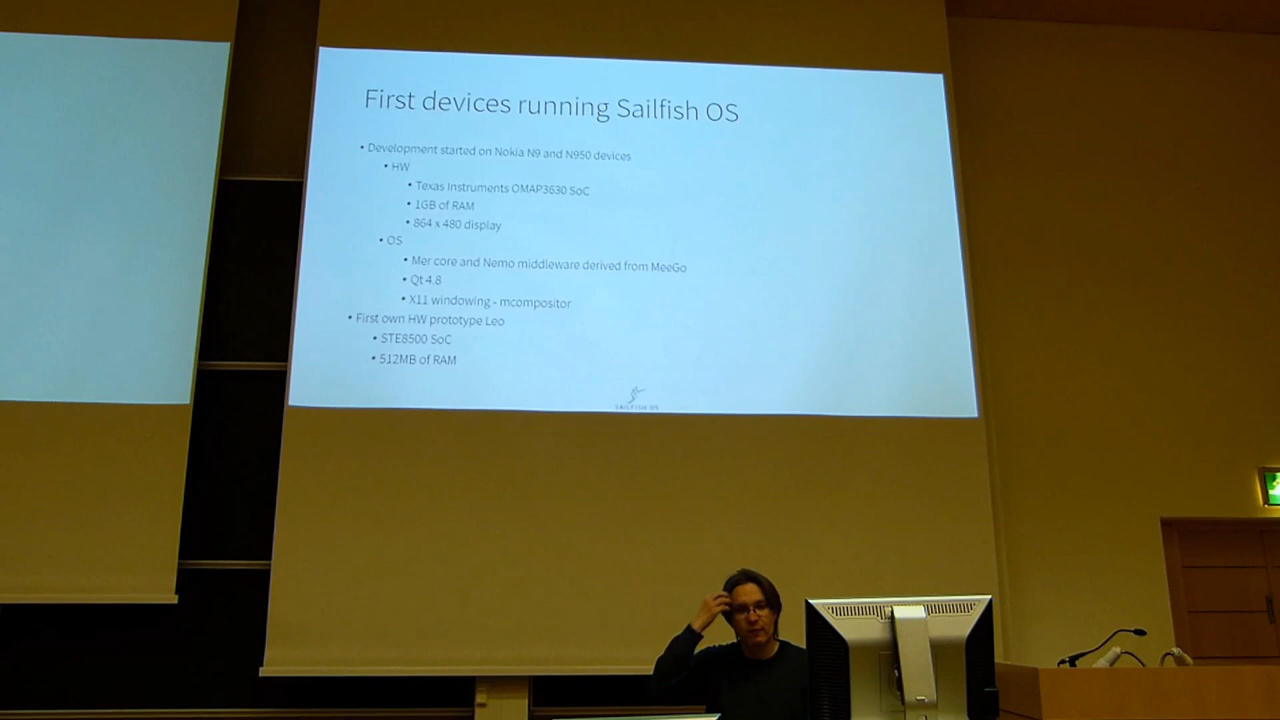 First devices running Sailfish OS
• Development started on Nokia N9 and N950 devices
• HW
• Texas Instruments OMAP3630 SoC
• 1GB of RAM
• 864 x 480 display
• OS
• Mer core and Nemo middleware derived from MeeGo
• Qt 4.8
• X11 windowing - mcompositor
• First own HW prototype Leo
• STE8500 SoC
• 512MB of RAM
SAILFISH OS